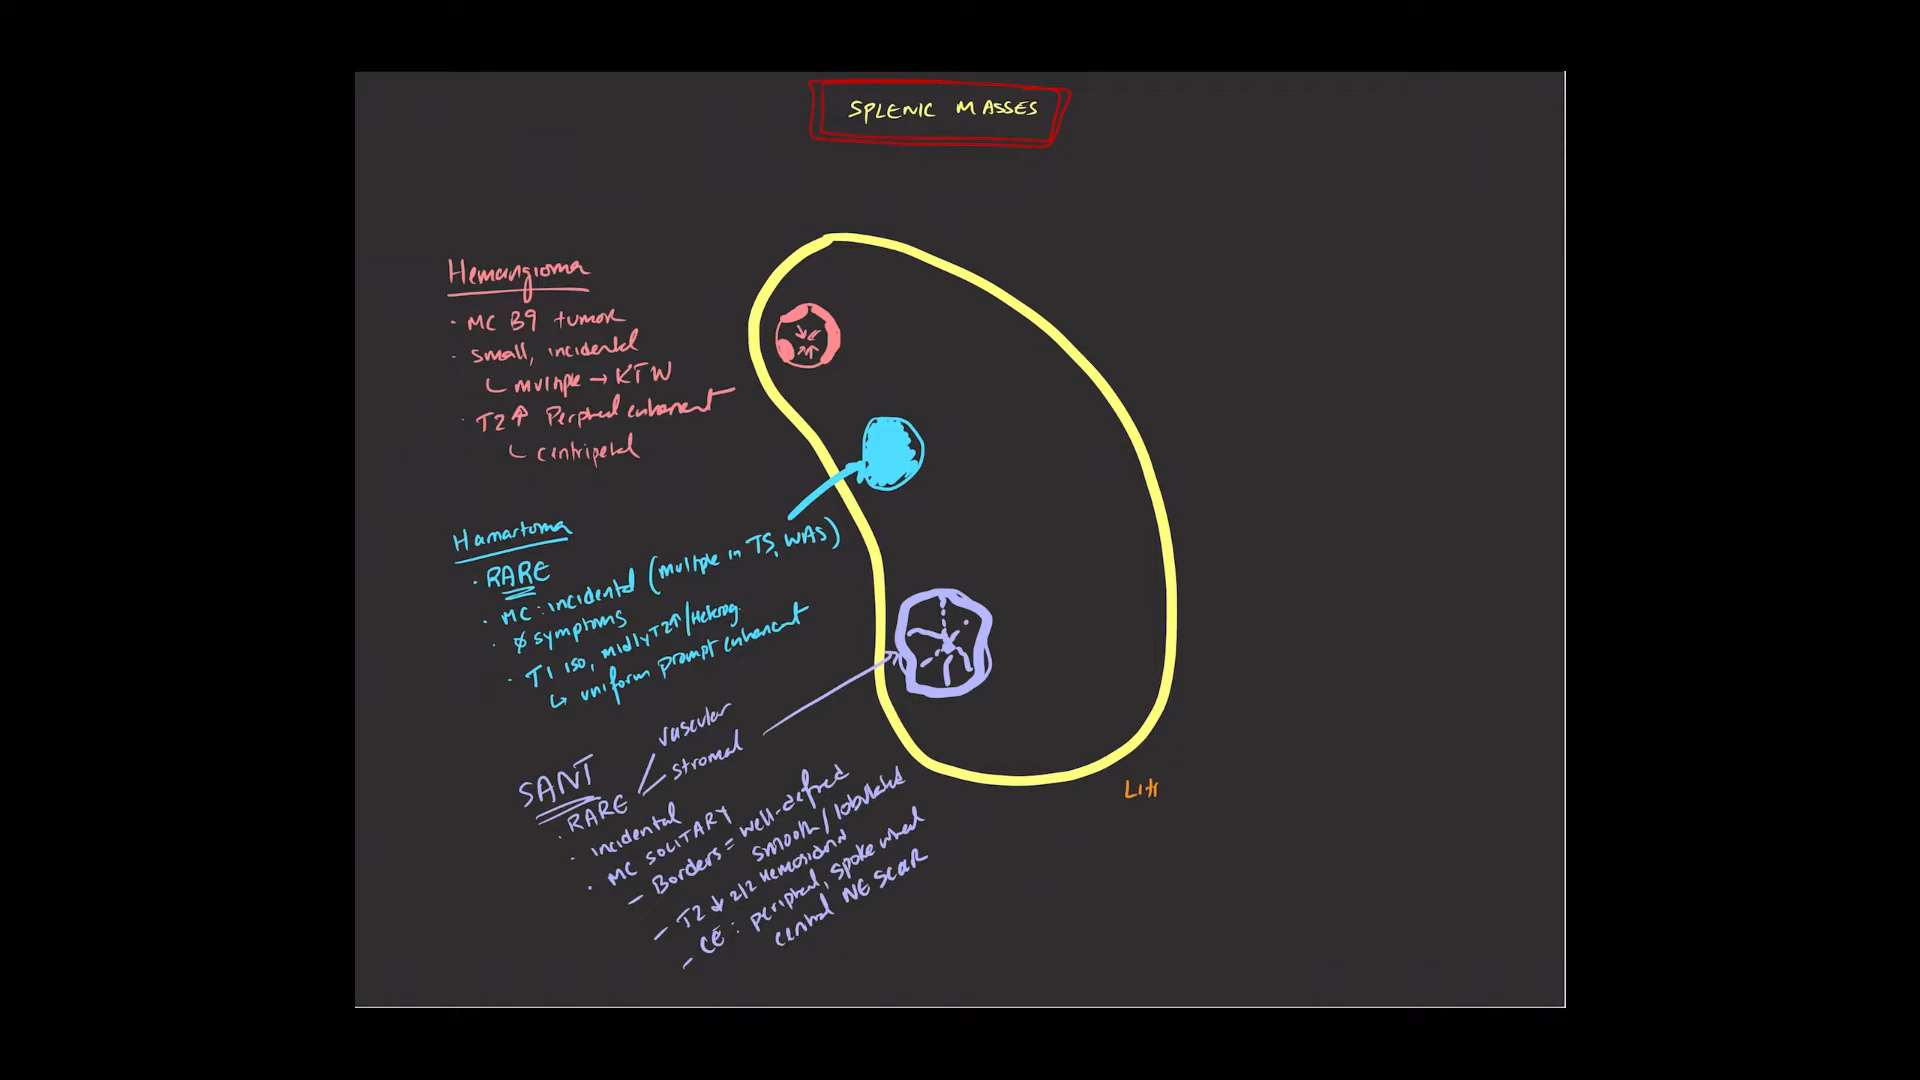 SPLENIC MASSES
Hemangioma
· MC B9 tumor
· small, incidental
↳ multiple → KTW
· T2↑ Peripheral enhancement
↳ centripetal
Hamartoma
· RARE
· MC: incidental (multiple in TS, WAS)
· ∅ symptoms
· T1 iso, midly T2↑/Heterog.
↳ uniform prompt enhancement
SANT
vascular
stromal
· RARE
· incidental
· MC SOLITARY
- Borders = well-defined
smooth/lobulated
- T2 ↓ 2/2 Hemosiderin
- CE: peripheral, spoke wheel
central NE SCAR
Litt